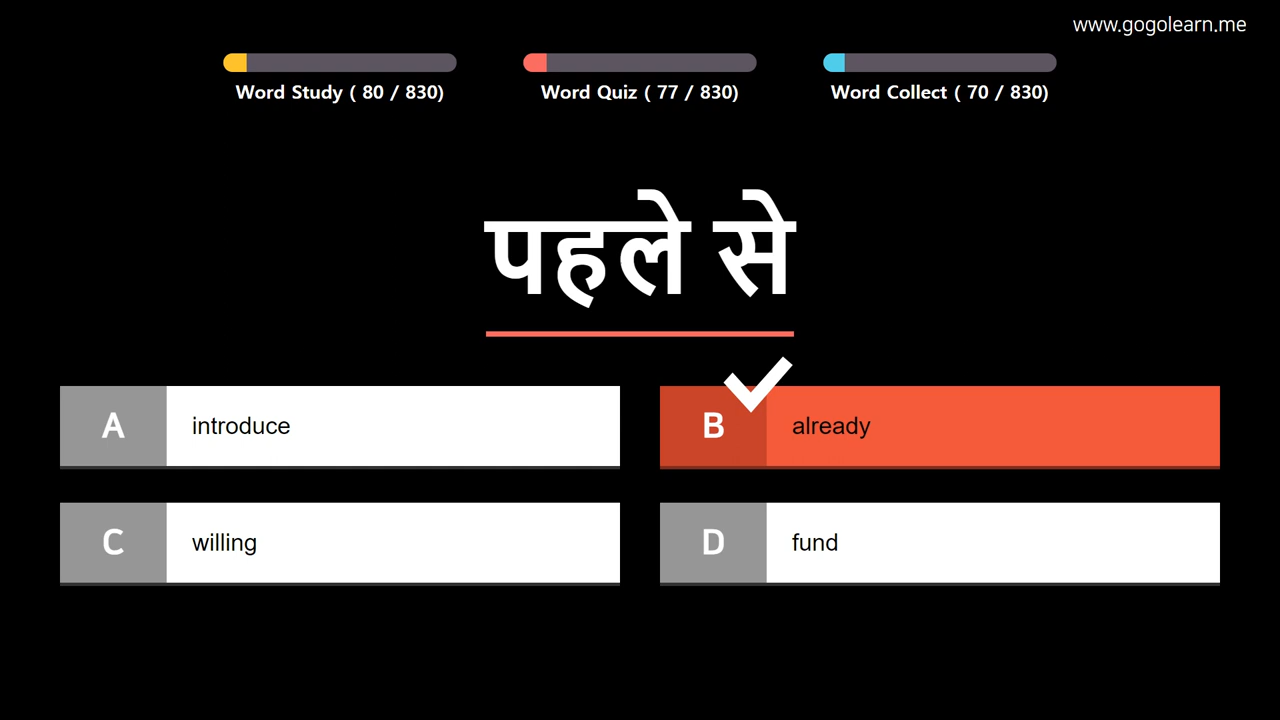 www.gogolearn.me
Word Study ( 80 / 830)
Word Quiz ( 77 / 830)
Word Collect ( 70 / 830)
पहले से
A introduce
B already
C willing
D fund